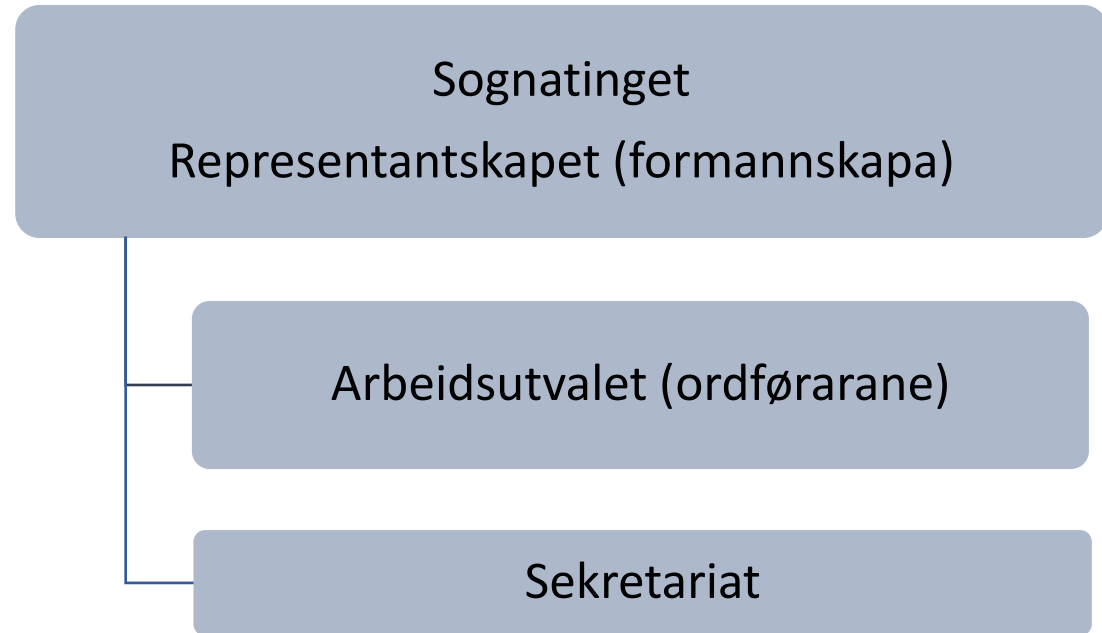 Sognatinget
Representantskapet (formannskapa)
Arbeidsutvalet (ordførarane)
Sekretariat